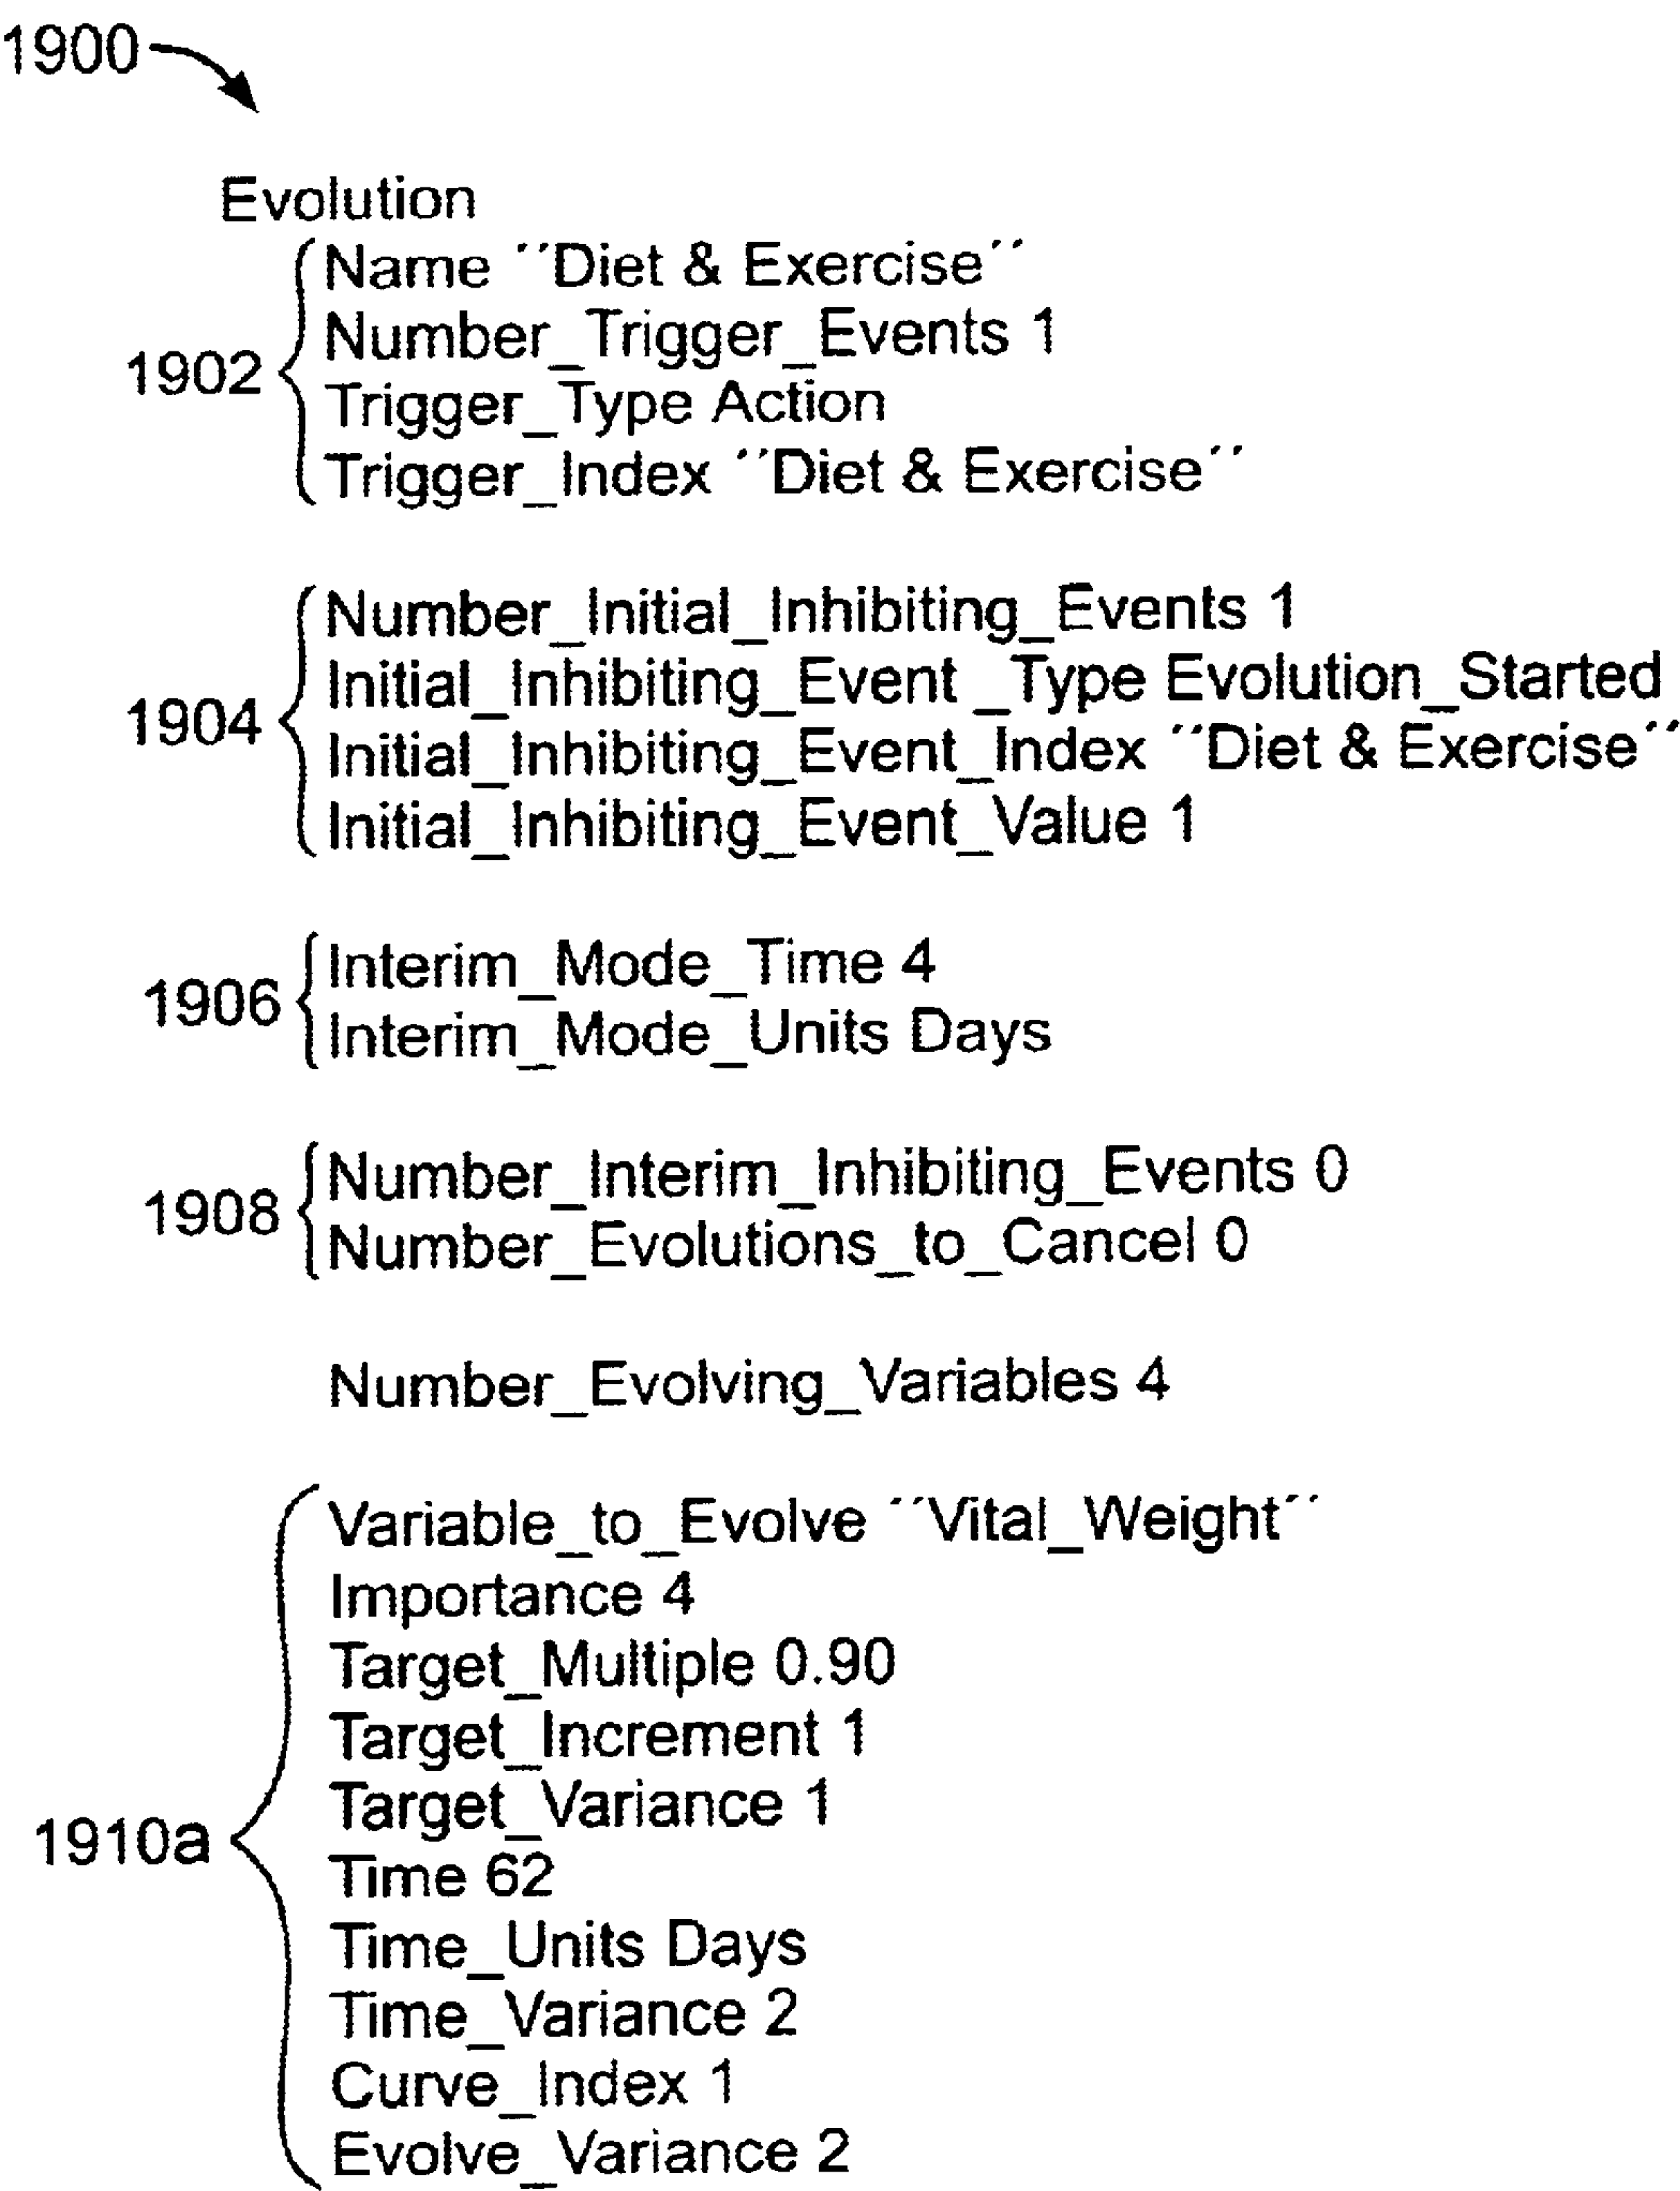 1900
Evolution
Name ´´Diet & Exercise´´
Number_Trigger_Events 1
1902
Trigger_Type Action
Trigger_Index ´´Diet & Exercise´´
Number_Initial_Inhibiting_Events 1
Initial_Inhibiting_Event _Type Evolution_Started
1904
Initial_Inhibiting_Event_Index ´´Diet & Exercise´´
Initial_Inhibiting_Event_Value 1
Interim_Mode_Time 4
1906
Interim_Mode_Units Days
Number_Interim_Inhibiting_Events 0
1908
Number_Evolutions_to_Cancel 0
Number_Evolving_Variables 4
Variable_to_Evolve ´´Vital_Weight´´
Importance 4
Target_Multiple 0.90
Target_Increment 1
Target_Variance 1
1910a
Time 62
Time_Units Days
Time_Variance 2
Curve_Index 1
Evolve_Variance 2